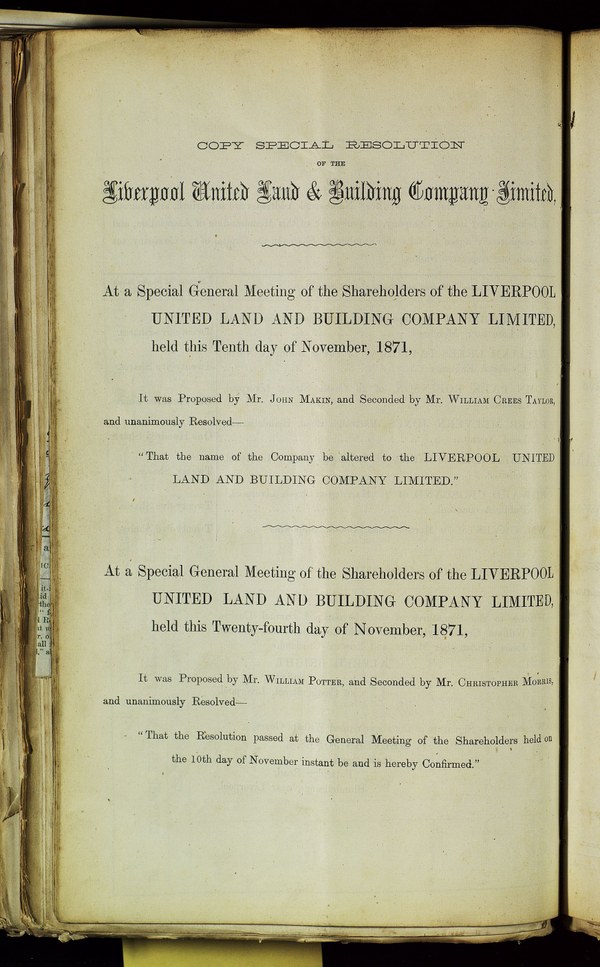 COPY SPECIAL RESOLUTION
OF THE
Liverpool United Land & Building Company Limited,
At a Special General Meeting of the Shareholders of the LIVERPOOL
UNITED LAND AND BUILDING COMPANY LIMITED,
held this Tenth day of November, 1871,
It was Proposed by Mr. JOHN MAKIN, and Seconded by Mr. WILLIAM CREES TAYLOR,
and unanimously Resolved—
"That the name of the Company be altered to the LIVERPOOL UNITED
LAND AND BUILDING COMPANY LIMITED."
At a Special General Meeting of the Shareholders of the LIVERPOOL
UNITED LAND AND BUILDING COMPANY LIMITED,
held this Twenty-fourth day of November, 1871,
It was Proposed by Mr. WILLIAM POTTER, and Seconded by Mr. CHRISTOPHER MORRIS,
and unanimously Resolved—
"That the Resolution passed at the General Meeting of the Shareholders held on
the 10th day of November instant be and is hereby Confirmed."